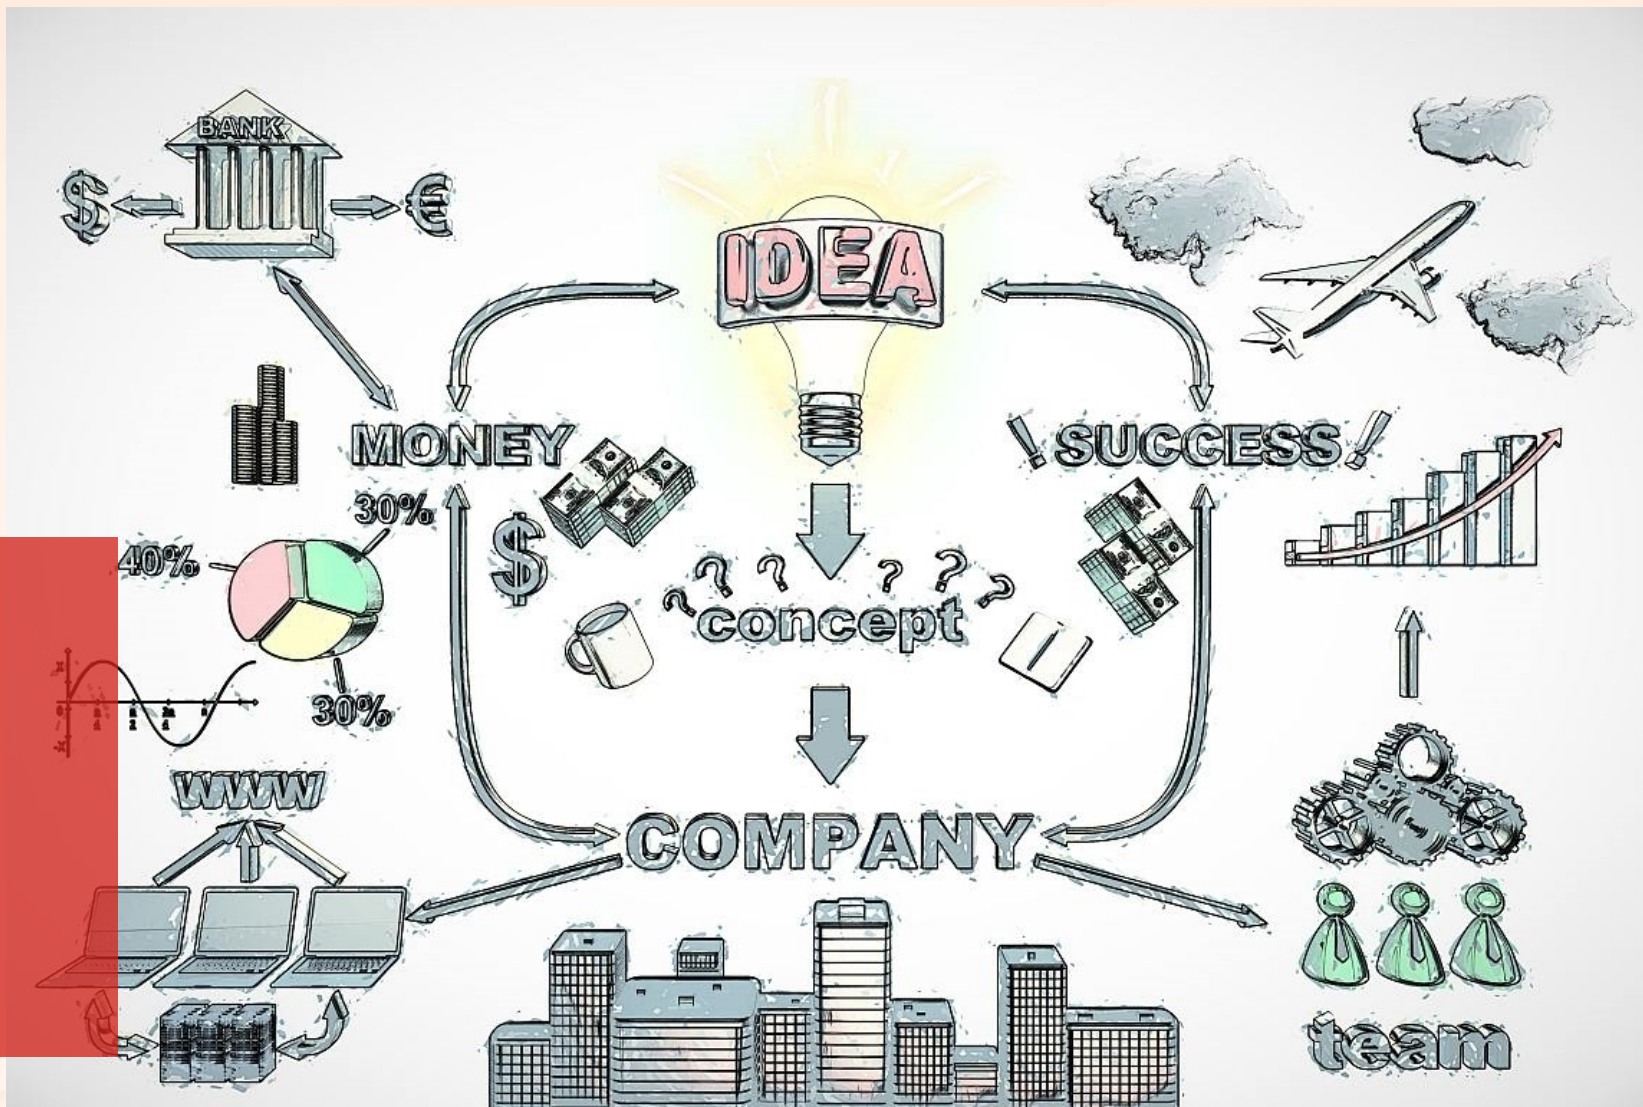 BANK
$
€
IDEA
MONEY
! SUCCESS !
30%
40%
$
? ? ? ? ? ?
concept
30%
www
COMPANY
team